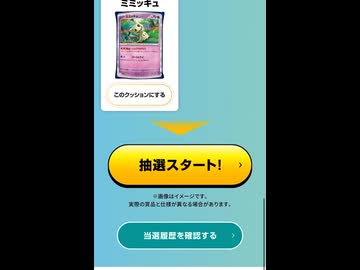 ミミッキュ
このクッションにする
抽選スタート!
※画像はイメージです。
実際の賞品と仕様が異なる場合があります。
当選履歴を確認する